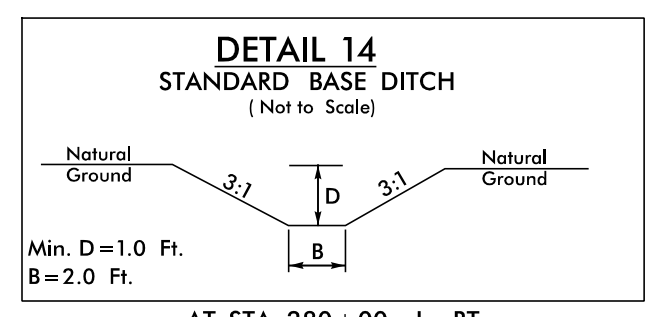 DETAIL 14
STANDARD BASE DITCH
( Not to Scale)
Natural
Ground
3:1
D
3:1
Natural
Ground
B
Min. D=1.0 Ft.
B=2.0 Ft.